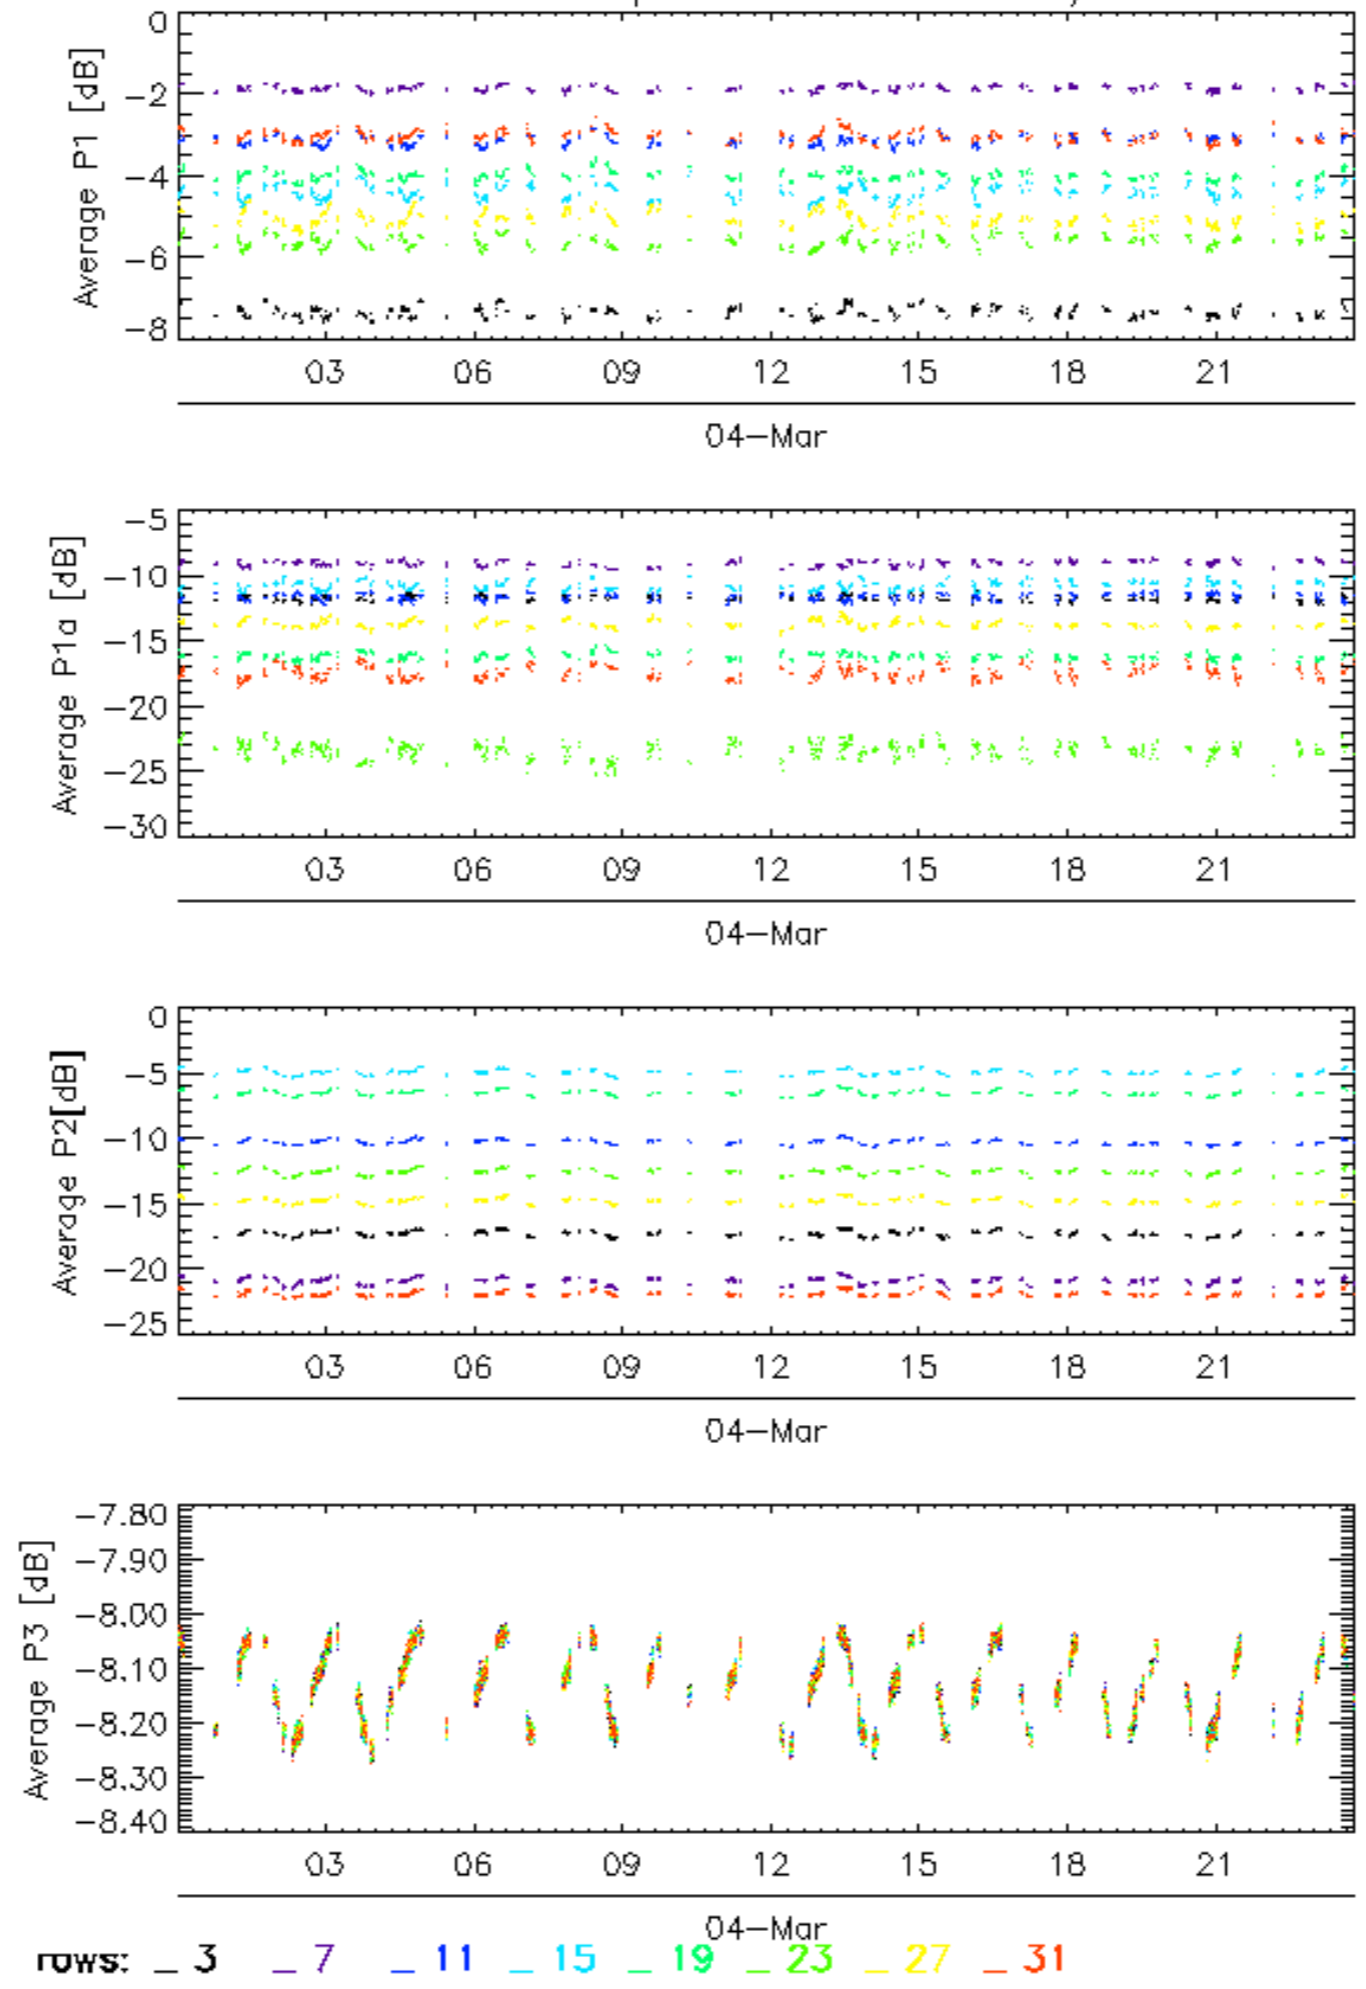 0
-2
-4
-6
-8
Average P1 [dB]
03 06 09 12 15 18 21
04-Mar
-5
-10
-15
-20
-25
-30
Average P1a [dB]
03 06 09 12 15 18 21
04-Mar
0
-5
-10
-15
-20
-25
Average P2[dB]
03 06 09 12 15 18 21
04-Mar
-7.80
-7.90
-8.00
-8.10
-8.20
-8.30
-8.40
Average P3 [dB]
03 06 09 12 15 18 21
04-Mar
rows: _ 3 _ 7 _ 11 _ 15 _ 19 _ 23 _ 27 _ 31